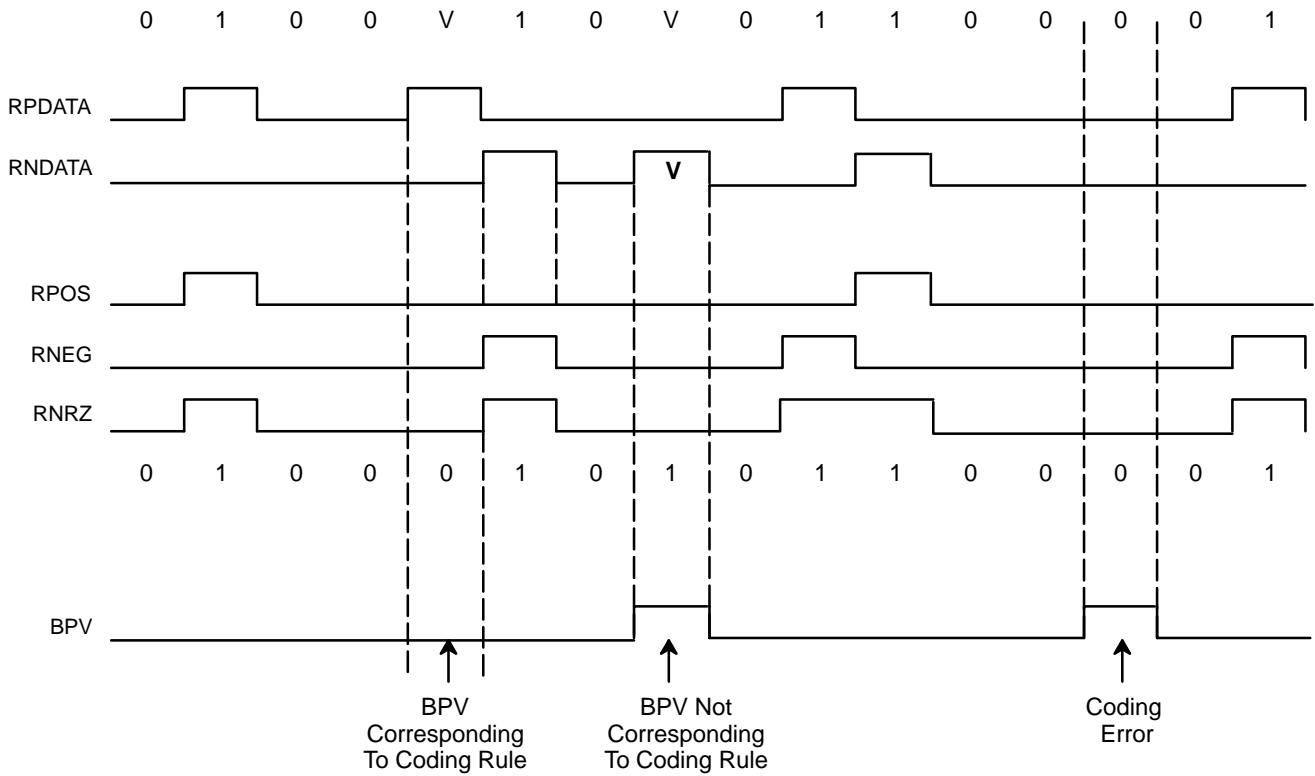 0 1 0 0 V 1 0 V 0 1 1 0 0 0 0 1
RPDATA
RNDATA
V
RPOS
RNEG
RNRZ
0 1 0 0 0 1 0 1 0 1 1 0 0 0 0 1
BPV
BPV
Corresponding
To Coding Rule
BPV Not
Corresponding
To Coding Rule
Coding
Error